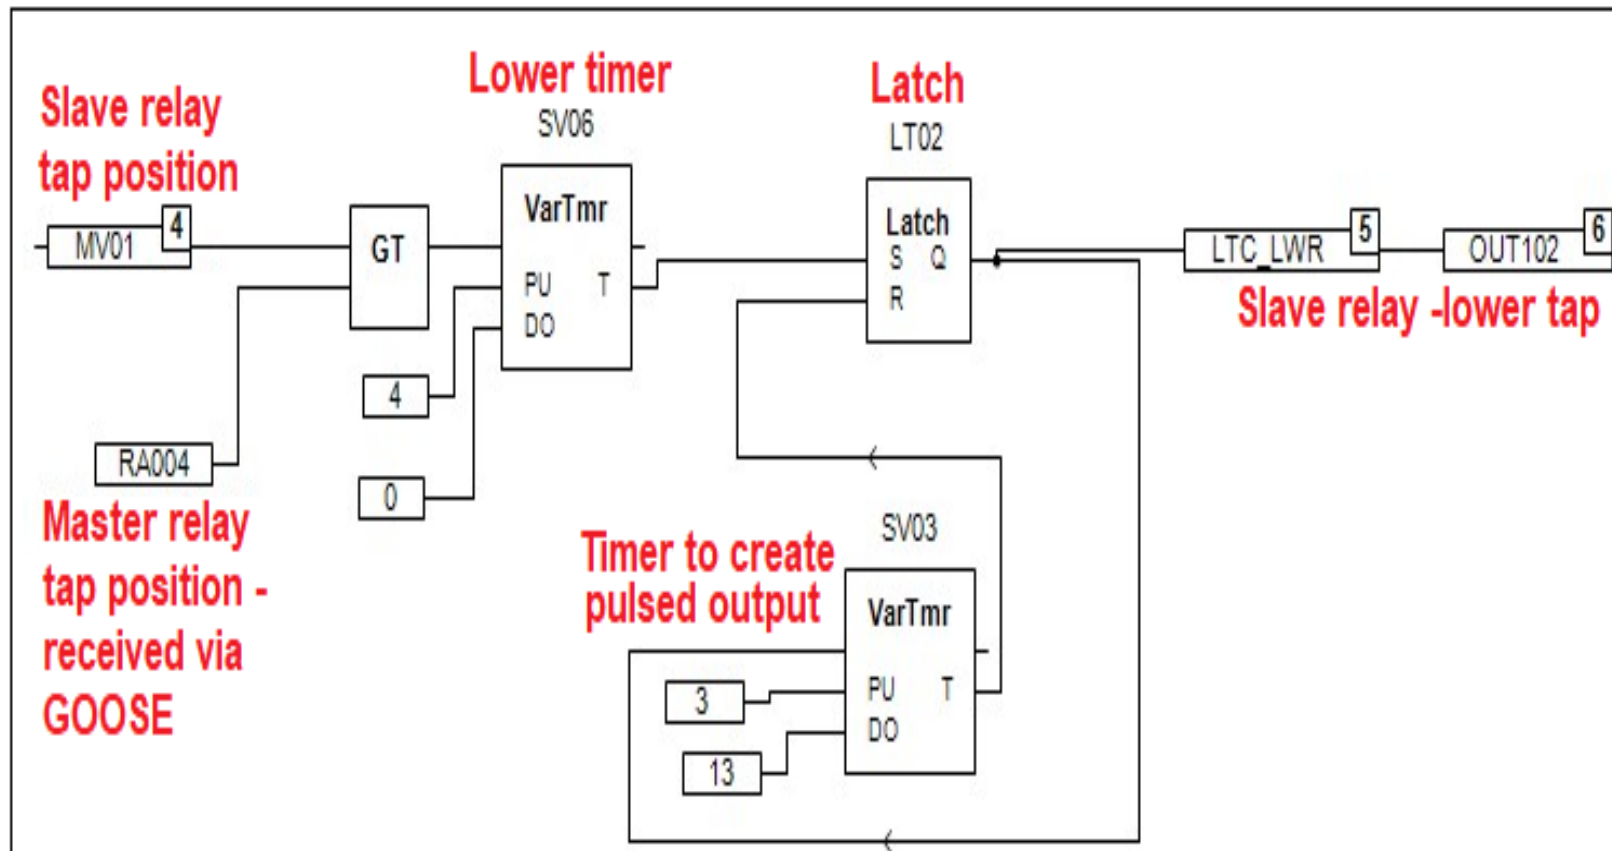 Slave relay
tap position
MV01
4
GT
RA004
Master relay
tap position -
received via
GOOSE
Lower timer
SV06
VarTmr
PU T
DO
4
0
Latch
LT02
Latch
S Q
R
LTC_LWR
5
OUT102
6
Slave relay -lower tap
Timer to create
pulsed output
SV03
VarTmr
PU T
DO
3
13